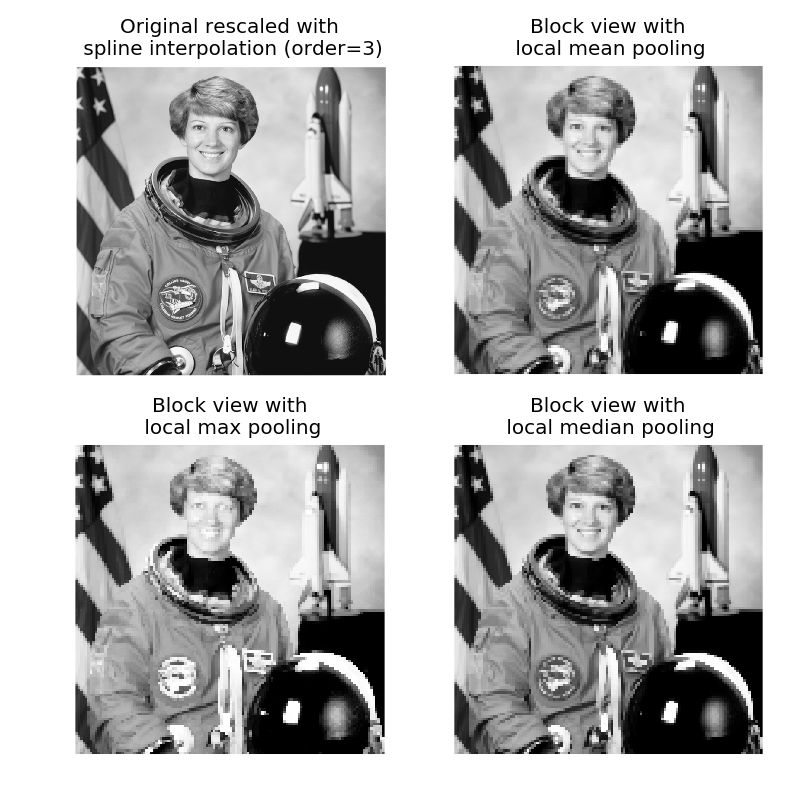 Original rescaled with
spline interpolation (order=3)
Block view with
local mean pooling
Block view with
local max pooling
Block view with
local median pooling